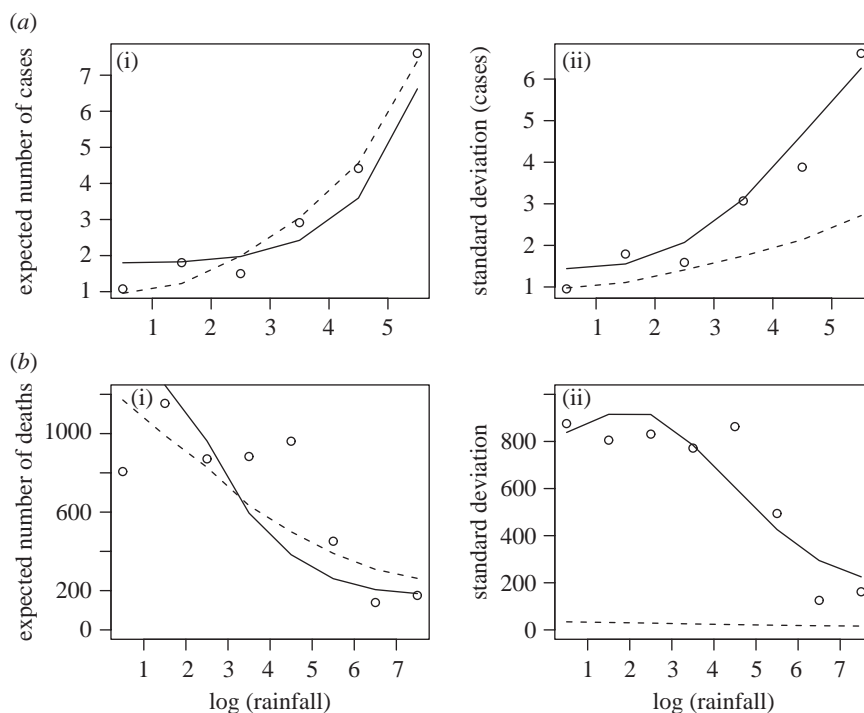 (a)
(i)
expected number of cases
7
6
5
4
3
2
1
1 2 3 4 5
(ii)
standard deviation (cases)
6
5
4
3
2
1
1 2 3 4 5
(b)
(i)
expected number of deaths
1000
600
200
0
1 2 3 4 5 6 7
log (rainfall)
(ii)
standard deviation
800
600
400
200
0
1 2 3 4 5 6 7
log (rainfall)